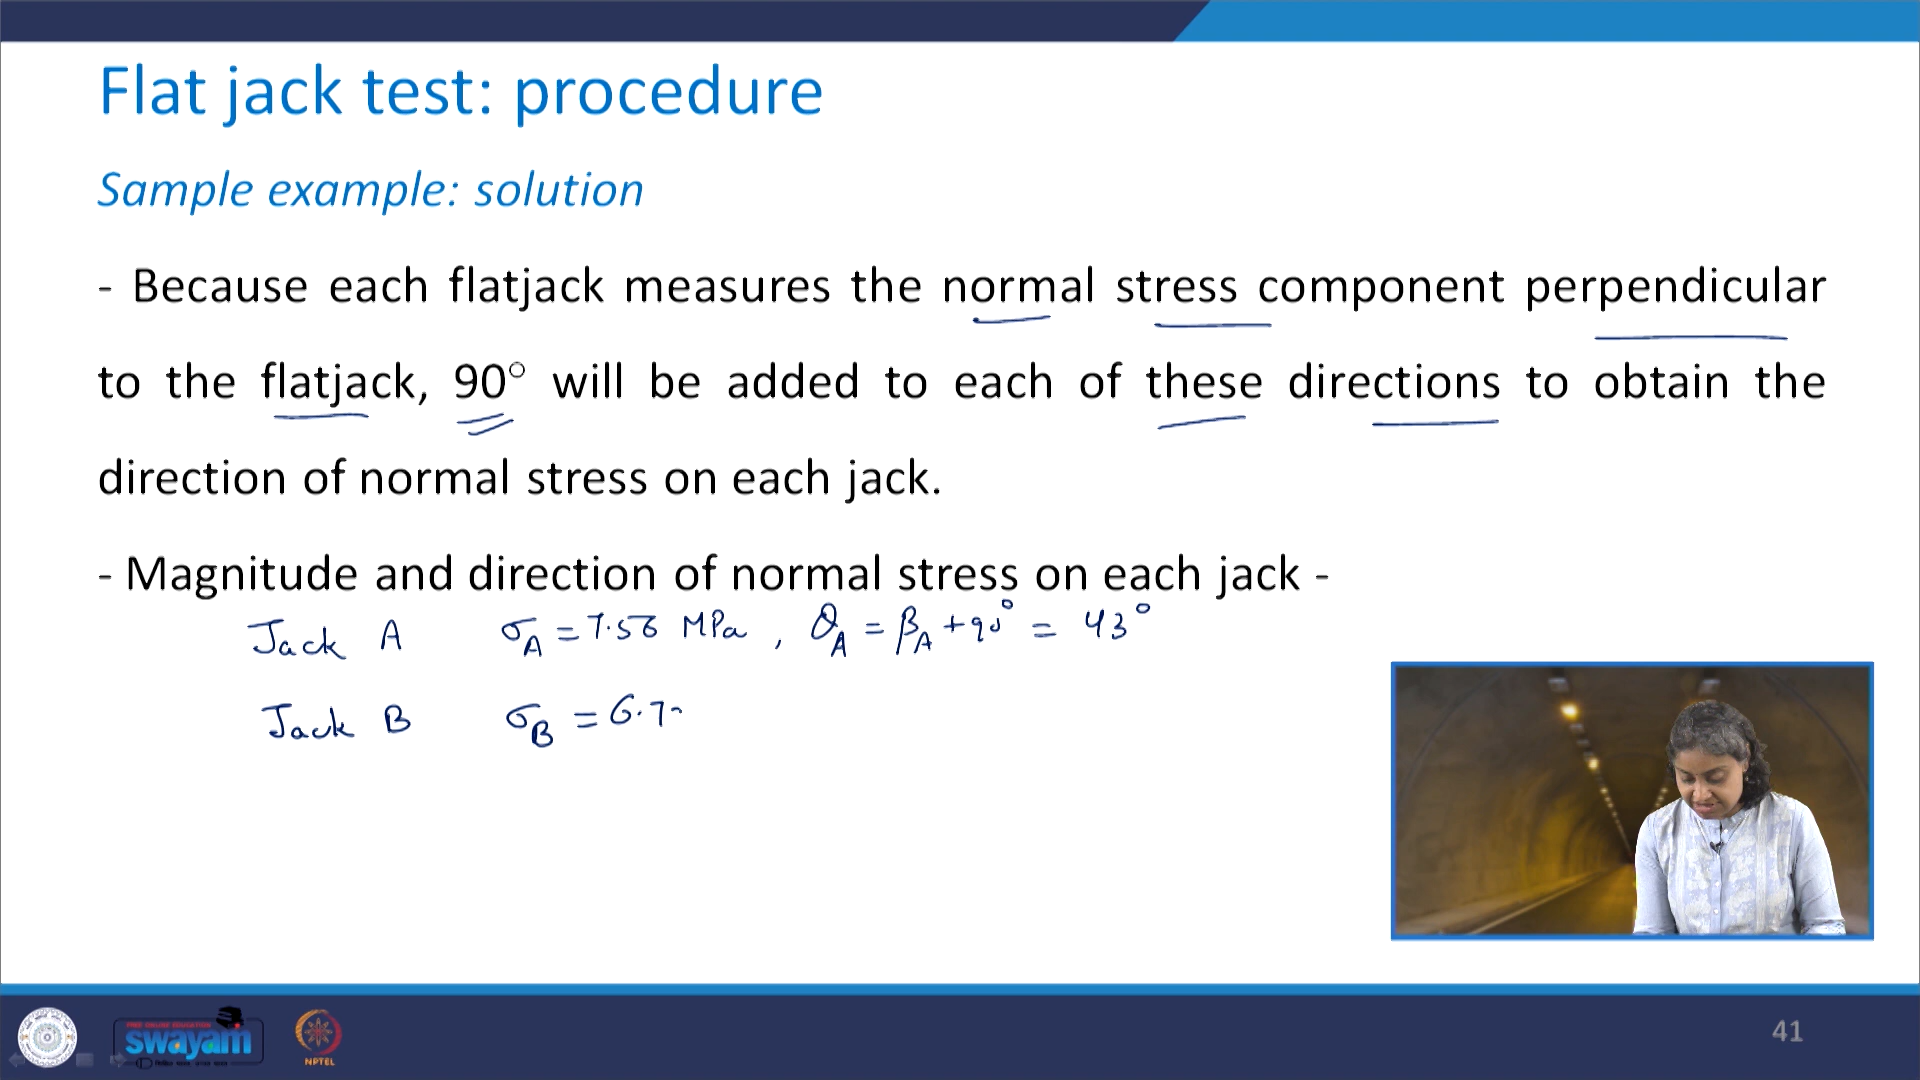 Flat jack test: procedure
Sample example: solution
- Because each flatjack measures the normal stress component perpendicular
to the flatjack, 90° will be added to each of these directions to obtain the
direction of normal stress on each jack.
- Magnitude and direction of normal stress on each jack -
Jack A σA = 7.56 MPa, θA = βA + 90° = 43°
Jack B σB = 6.7
swayam
NPTEL
41